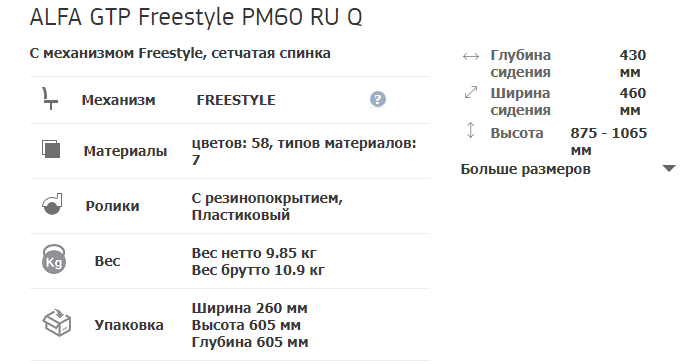 ALFA GTP Freestyle PM60 RU Q
С механизмом Freestyle, сетчатая спинка
Механизм FREESTYLE ?
Материалы цветов: 58, типов материалов:
7
Ролики С резинопокрытием,
Пластиковый
Kg Вес Вес нетто 9.85 кг
Вес брутто 10.9 кг
Упаковка Ширина 260 мм
Высота 605 мм
Глубина 605 мм
Глубина 430
сидения мм
Ширина 460
сидения мм
Высота 875 - 1065
мм
Больше размеров